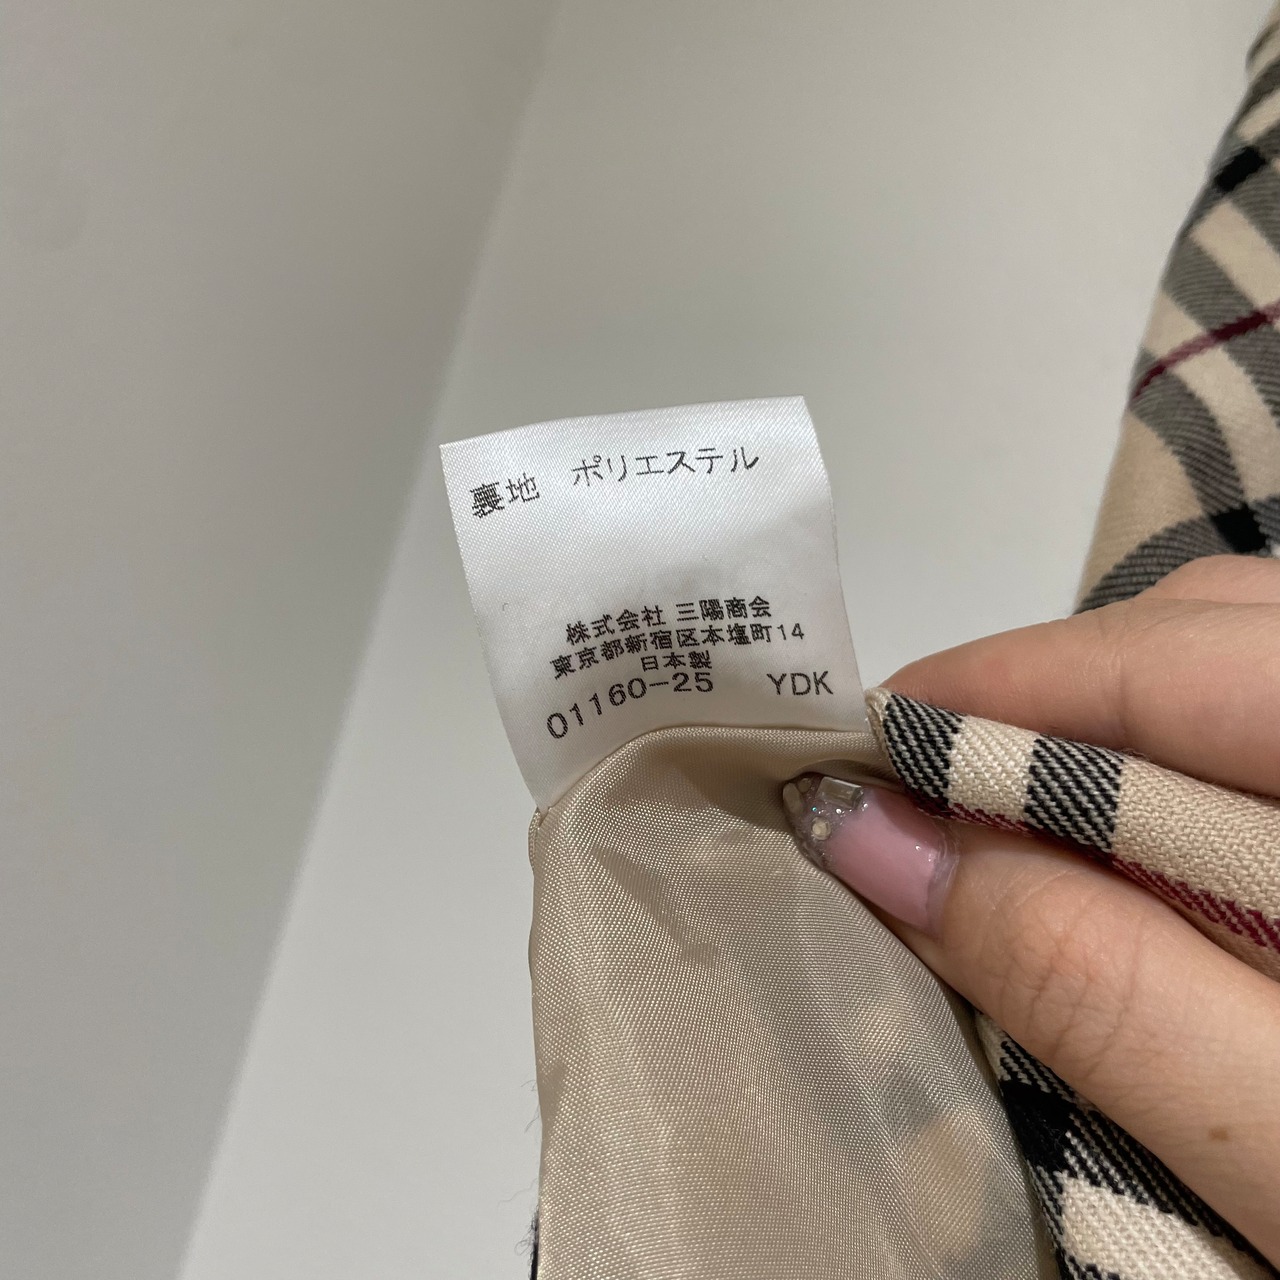 裏地 ポリエステル
株式会社 三陽商会
東京都新宿区本塩町14
日本製
01160-25 YDK